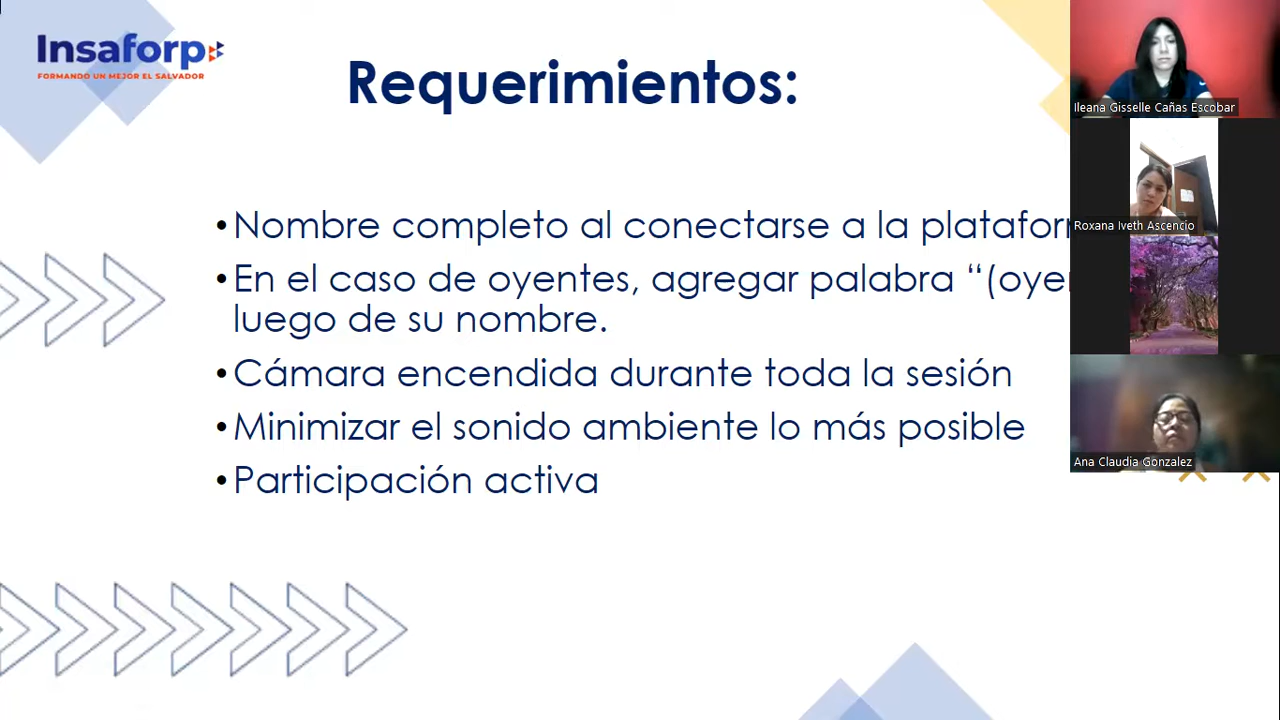 Insaforp
FORMANDO UN MEJOR EL SALVADOR
Requerimientos:
•Nombre completo al conectarse a la
•En el caso de oyentes, agregar palabra
luego de su nombre.
•Cámara encendida durante toda la sesión
•Minimizar el sonido ambiente lo más posible
•Participación activa
Ileana Gisselle Cañas Escobar
Roxana Iveth Ascencio
Ana Claudia Gonzalez